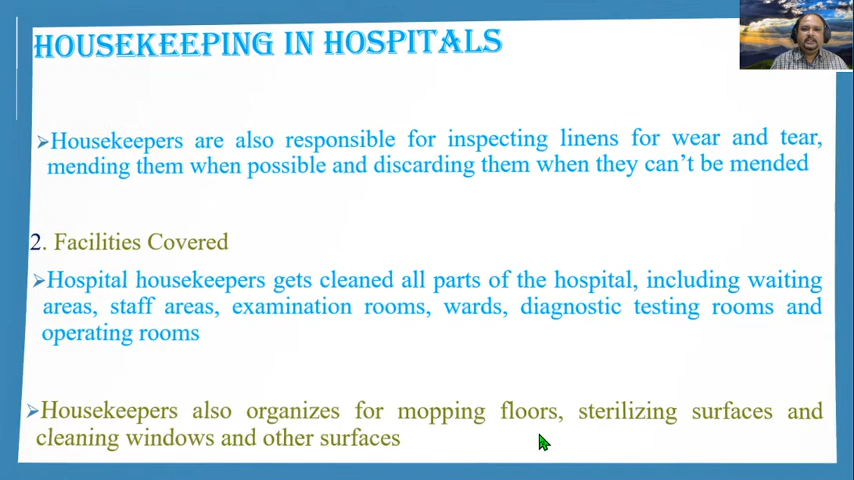 HOUSEKEEPING IN HOSPITALS
➢Housekeepers are also responsible for inspecting linens for wear and tear,
mending them when possible and discarding them when they can’t be mended
2. Facilities Covered
➢Hospital housekeepers gets cleaned all parts of the hospital, including waiting
areas, staff areas, examination rooms, wards, diagnostic testing rooms and
operating rooms
➢Housekeepers also organizes for mopping floors, sterilizing surfaces and
cleaning windows and other surfaces